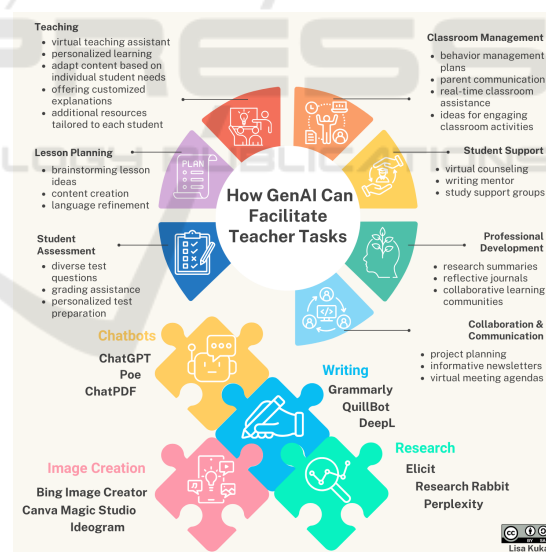 Teaching
• virtual teaching assistant
• personalized learning
• adapt content based on
individual student needs
• offering customized
explanations
• additional resources
tailored to each student
Classroom Management
• behavior management
plans
• parent communication
• real-time classroom
assistance
• ideas for engaging
classroom activities
Lesson Planning
• brainstorming lesson
ideas
• content creation
• language refinement
PLAN
Student Support
• virtual counseling
• writing mentor
• study support groups
How GenAI Can
Facilitate
Teacher Tasks
Student
Assessment
• diverse test
questions
• grading assistance
• personalized test
preparation
Professional
Development
• research summaries
• reflective journals
• collaborative learning
communities
Collaboration &
Communication
• project planning
• informative newsletters
• virtual meeting agendas
Chatbots
ChatGPT
Poe
ChatPDF
Writing
Grammarly
QuillBot
DeepL
Image Creation
Bing Image Creator
Canva Magic Studio
Ideogram
Research
Elicit
Research Rabbit
Perplexity
BY SA
Lisa Kuka
PRESS
PUBLICATIONS